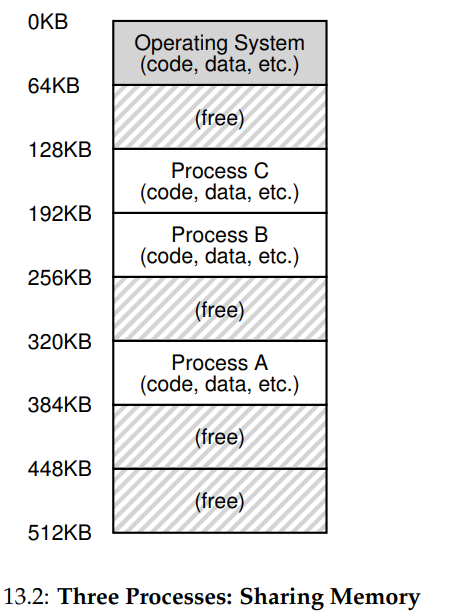 0KB
Operating System
(code, data, etc.)
64KB
(free)
128KB
Process C
(code, data, etc.)
192KB
Process B
(code, data, etc.)
256KB
(free)
320KB
Process A
(code, data, etc.)
384KB
(free)
448KB
(free)
512KB
13.2: Three Processes: Sharing Memory